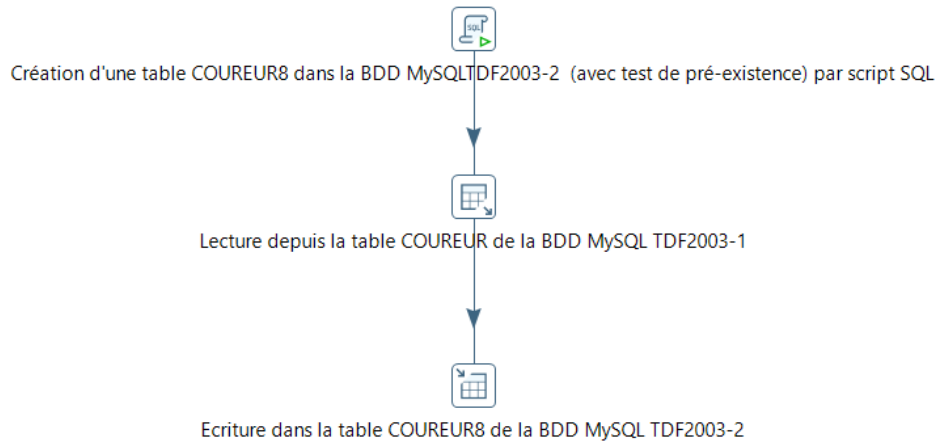 SQL
Création d'une table COUREUR8 dans la BDD MySQLTDF2003-2 (avec test de pré-existence) par script SQL
Lecture depuis la table COUREUR de la BDD MySQL TDF2003-1
Ecriture dans la table COUREUR8 de la BDD MySQL TDF2003-2